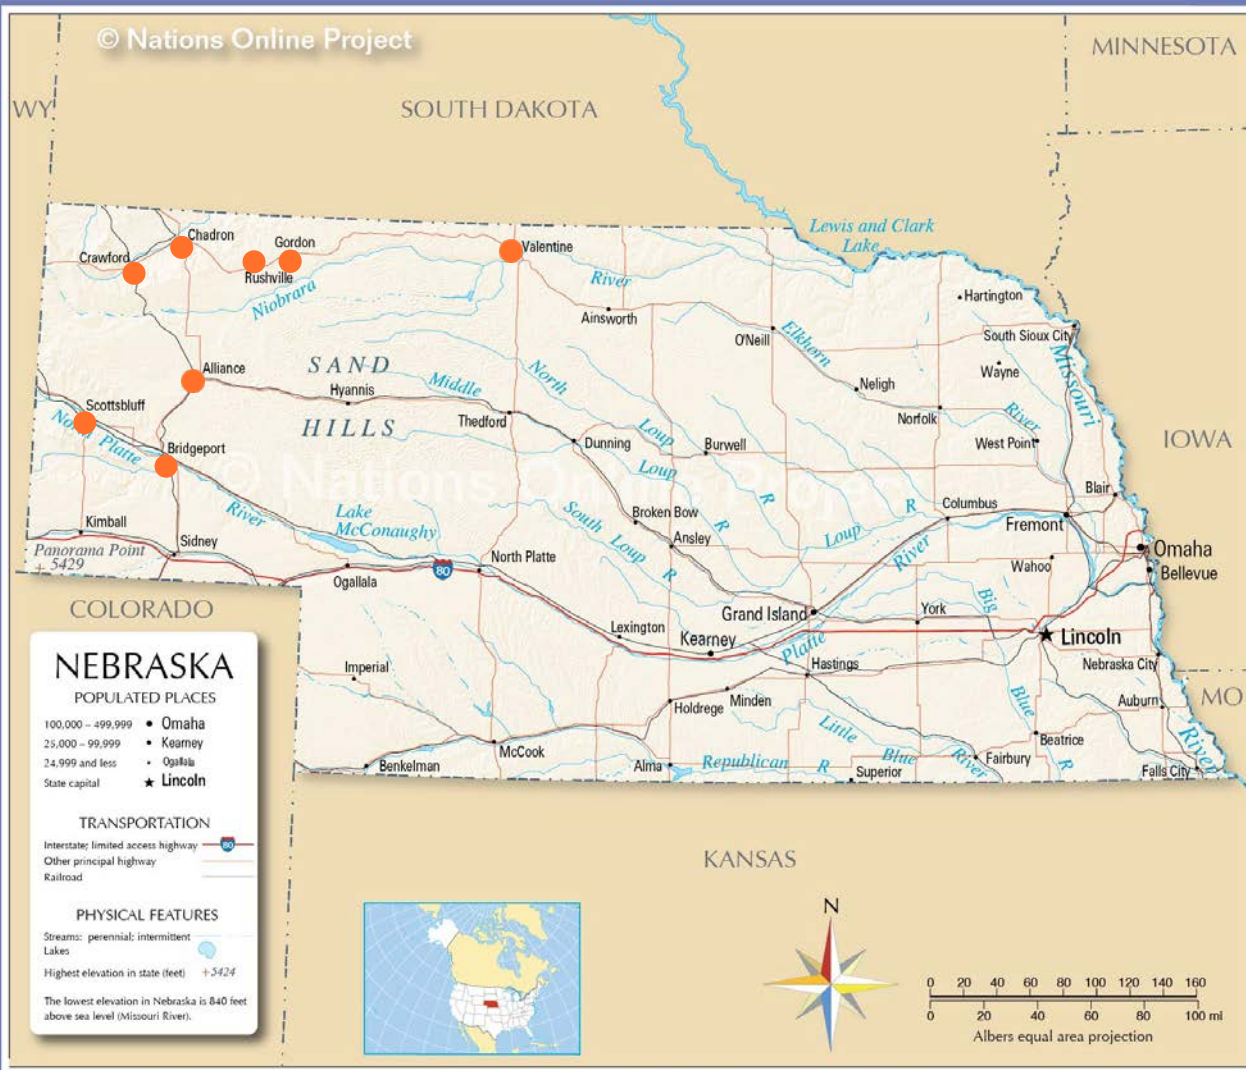 © Nations Online Project
MINNESOTA
WY
SOUTH DAKOTA
Lewis and Clark
Lake
Chadron
Gordon
Crawford
Rushville
Valentine
Niobrara
River
Hartington
Ainsworth
O'Neill
Elkhorn
South Sioux City
Missouri
Alliance
SAND
HILLS
Hyannis
Middle
North
Wayne
Neligh
Scottsbluff
Thedford
Norfolk
River
North Platte
Bridgeport
Dunning
Loup
Burwell
West Point
IOWA
© Nations Online Project
Loup
R
Blair
Kimball
River
Lake
McConaughy
South Loup R
Broken Bow
R
Loup R
Columbus
Fremont
Panorama Point
+ 5429
Sidney
Ansley
River
Omaha
North Platte
80
Ogallala
Wahoo
Bellevue
COLORADO
Grand Island
York
Big
Lexington
Kearney
Platte
Lincoln
Imperial
Hastings
Nebraska City
Minden
Holdrege
Blue
Auburn
MO
Little
Blue
River
Beatrice
River
McCook
Benkelman
Alma
Republican R
Superior
Fairbury
R
Falls City
KANSAS
NEBRASKA
POPULATED PLACES
100,000 – 499,999 Omaha
25,000 – 99,999 Kearney
24,999 and less Ogallala
State capital ★ Lincoln
TRANSPORTATION
Interstate; limited access highway 80
Other principal highway
Railroad
PHYSICAL FEATURES
Streams: perennial; intermittent
Lakes
Highest elevation in state (feet) +5424
The lowest elevation in Nebraska is 840 feet
above sea level (Missouri River).
N
0 20 40 60 80 100 120 140 160
0 20 40 60 80 100 mi
Albers equal area projection